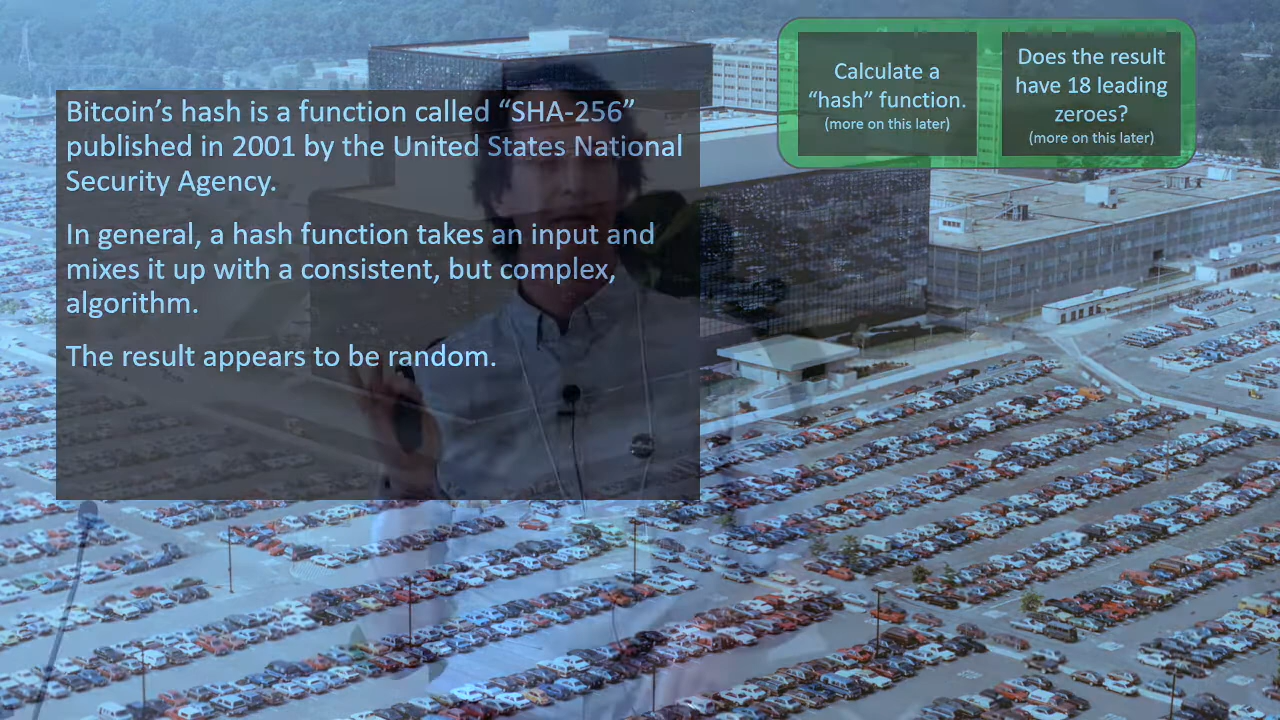 Bitcoin’s hash is a function called “SHA-256”
published in 2001 by the United States National
Security Agency.
In general, a hash function takes an input and
mixes it up with a consistent, but complex,
algorithm.
The result appears to be random.
Calculate a
“hash” function.
(more on this later)
Does the result
have 18 leading
zeroes?
(more on this later)